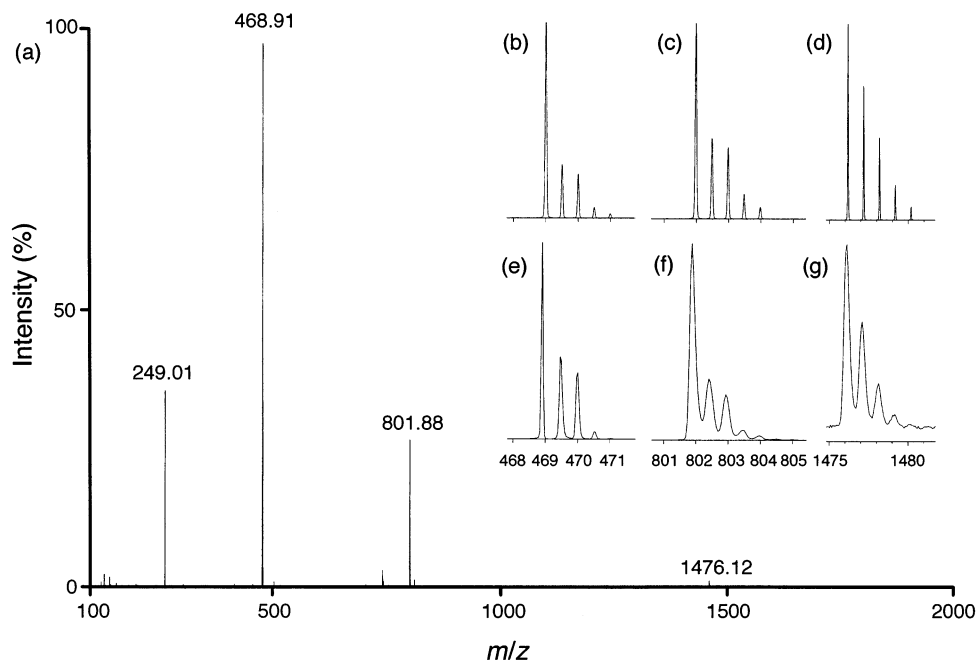 468.91
100
(a)
(b)
(c)
(d)
Intensity (%)
(e)
(f)
(g)
50
249.01
801.88
468 469 470 471
801 802 803 804 805
1475 1480
1476.12
0
100 500 1000 1500 2000
m/z